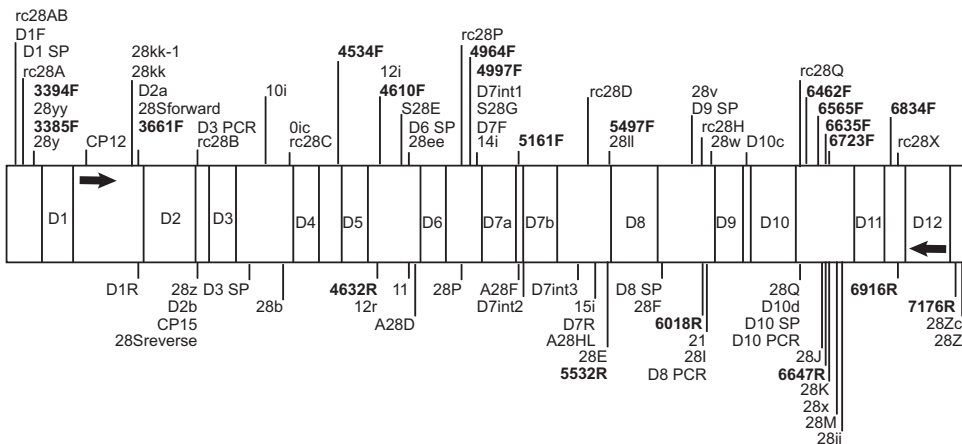 rc28AB
D1F
D1 SP
rc28A
3394F
28yy
3385F
28y
CP12
28kk-1
28kk
D2a
28Sforward
3661F
D3 PCR
rc28B
10i
0ic
rc28C
4534F
12i
4610F
S28E
D6 SP
28ee
rc28P
4964F
4997F
D7int1
S28G
D7F
14i
5161F
rc28D
5497F
28ll
28v
D9 SP
rc28H
28w
D10c
rc28Q
6462F
6565F
6635F
6723F
6834F
rc28X
D1
D2
D3
D4
D5
D6
D7a
D7b
D8
D9
D10
D11
D12
D1R
28z
D2b
CP15
28Sreverse
D3 SP
28b
4632R
12r
11
A28D
28P
A28F
D7int2
D7int3
15i
D7R
A28HL
28E
5532R
D8 SP
28F
6018R
21
28I
D8 PCR
28Q
D10d
D10 SP
D10 PCR
28J
6647R
28K
28x
28M
28ii
6916R
7176R
28Zc
28Z